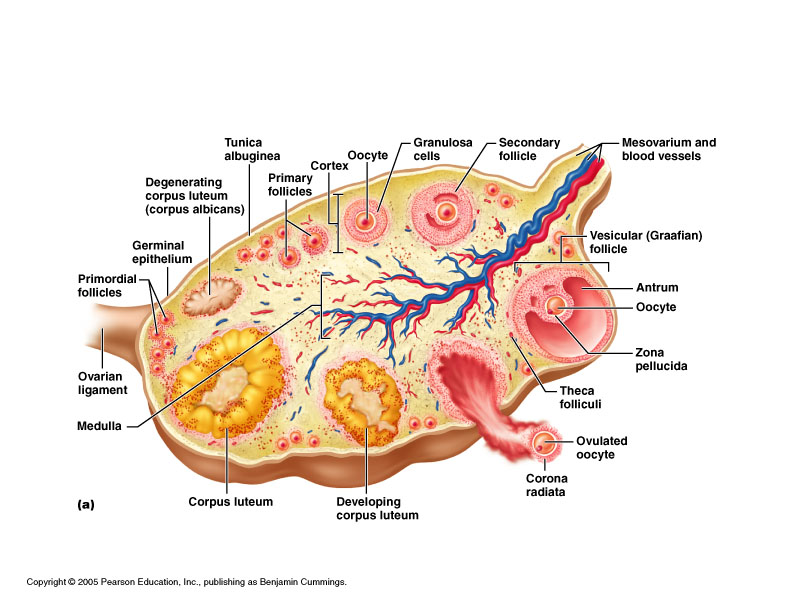 Tunica
albuginea
Cortex
Oocyte
Granulosa
cells
Secondary
follicle
Mesovarium and
blood vessels
Degenerating
corpus luteum
(corpus albicans)
Primary
follicles
Germinal
epithelium
Primordial
follicles
Vesicular (Graafian)
follicle
Antrum
Oocyte
Zona
pellucida
Ovarian
ligament
Theca
folliculi
Medulla
Ovulated
oocyte
Corona
radiata
(a)
Corpus luteum
Developing
corpus luteum
Copyright © 2005 Pearson Education, Inc., publishing as Benjamin Cummings.